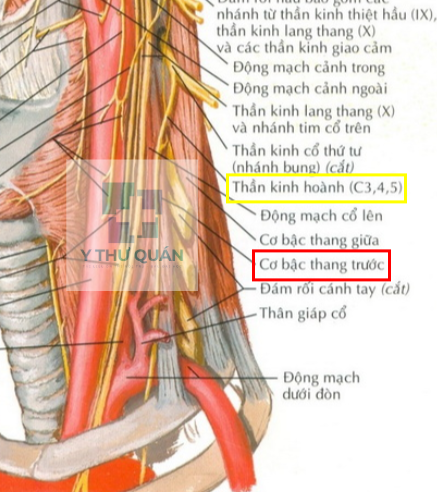 Đám rối hầu bao gồm các
nhánh từ thần kinh thiệt hầu (IX),
thần kinh lang thang (X)
và các thần kinh giao cảm
Động mạch cảnh trong
Động mạch cảnh ngoài
Thần kinh lang thang (X)
và nhánh tim cổ trên
Thần kinh cổ thứ tư
(nhánh bụng) (cắt)
Thần kinh hoành (C3,4,5)
Động mạch cổ lên
Cơ bậc thang giữa
Y THƯ QUÁN
Cơ bậc thang trước
Đám rối cánh tay (cắt)
Thân giáp cổ
Động mạch
dưới đòn